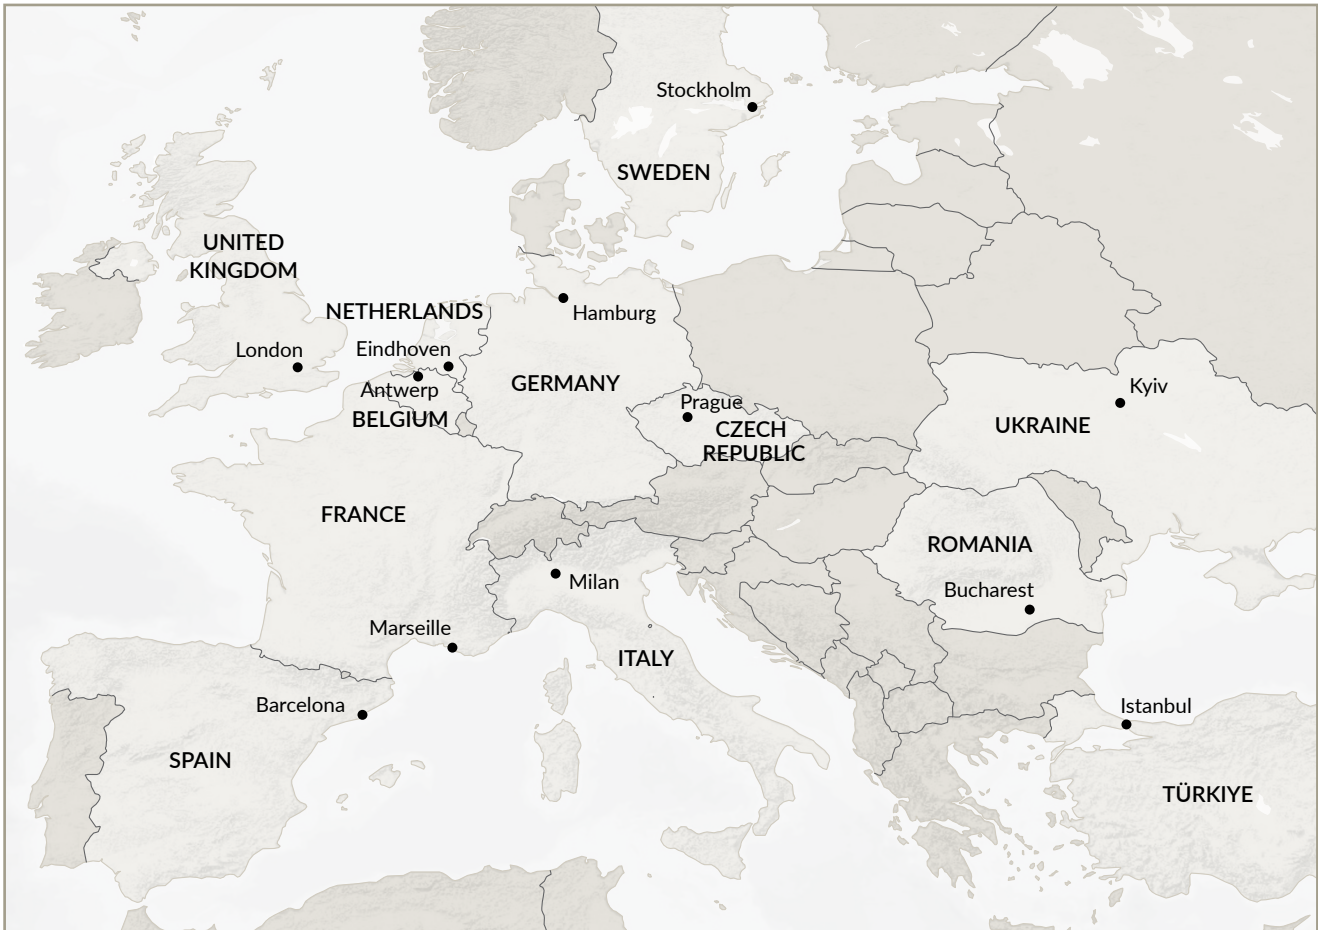 Stockholm
SWEDEN
UNITED
KINGDOM
NETHERLANDS
Hamburg
London
Eindhoven
Antwerp
BELGIUM
GERMANY
Prague
CZECH
REPUBLIC
Kyiv
UKRAINE
FRANCE
ROMANIA
Milan
Bucharest
Marseille
ITALY
Barcelona
Istanbul
SPAIN
TÜRKIYE